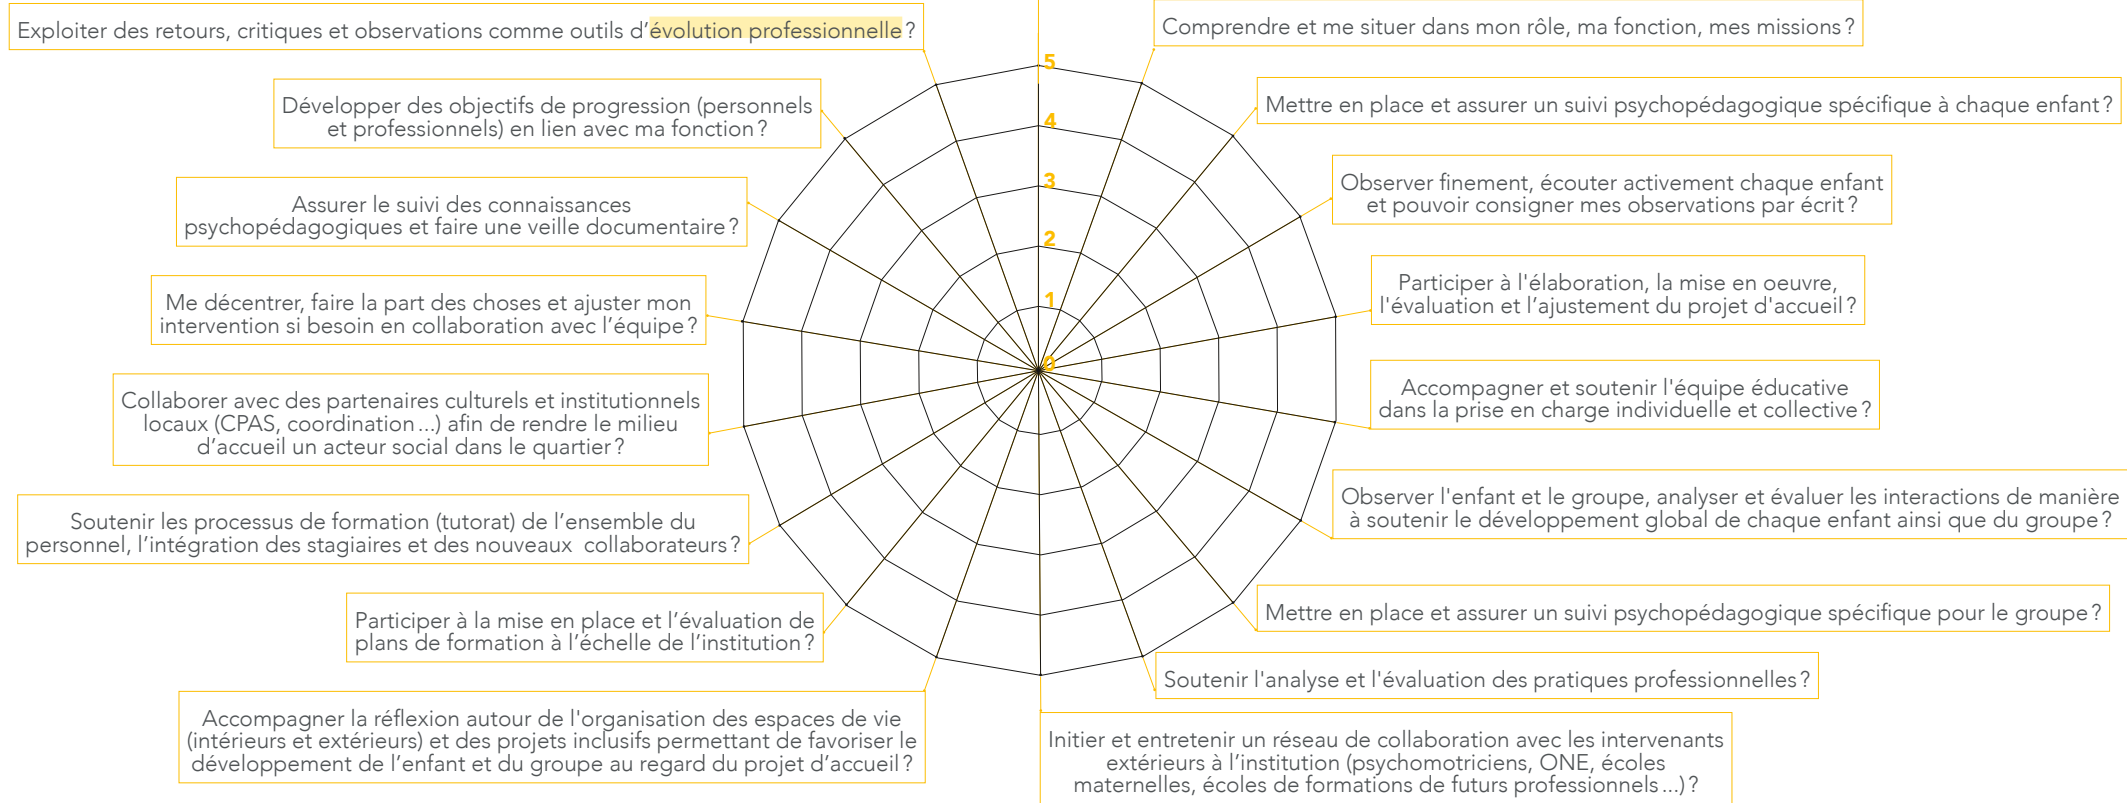 Exploiter des retours, critiques et observations comme outils d’évolution professionnelle ?
Comprendre et me situer dans mon rôle, ma fonction, mes missions ?
5
Développer des objectifs de progression (personnels
et professionnels) en lien avec ma fonction ?
Mettre en place et assurer un suivi psychopédagogique spécifique à chaque enfant ?
4
Assurer le suivi des connaissances
psychopédagogiques et faire une veille documentaire ?
3
Observer finement, écouter activement chaque enfant
et pouvoir consigner mes observations par écrit ?
2
Me décentrer, faire la part des choses et ajuster mon
intervention si besoin en collaboration avec l’équipe ?
1
Participer à l'élaboration, la mise en oeuvre,
l'évaluation et l’ajustement du projet d'accueil ?
0
Collaborer avec des partenaires culturels et institutionnels
locaux (CPAS, coordination ...) afin de rendre le milieu
d’accueil un acteur social dans le quartier ?
Accompagner et soutenir l'équipe éducative
dans la prise en charge individuelle et collective ?
Soutenir les processus de formation (tutorat) de l’ensemble du
personnel, l’intégration des stagiaires et des nouveaux collaborateurs ?
Observer l'enfant et le groupe, analyser et évaluer les interactions de manière
à soutenir le développement global de chaque enfant ainsi que du groupe ?
Participer à la mise en place et l’évaluation de
plans de formation à l’échelle de l’institution ?
Mettre en place et assurer un suivi psychopédagogique spécifique pour le groupe ?
Soutenir l'analyse et l'évaluation des pratiques professionnelles ?
Accompagner la réflexion autour de l'organisation des espaces de vie
(intérieurs et extérieurs) et des projets inclusifs permettant de favoriser le
développement de l’enfant et du groupe au regard du projet d’accueil ?
Initier et entretenir un réseau de collaboration avec les intervenants
extérieurs à l’institution (psychomotriciens, ONE, écoles
maternelles, écoles de formations de futurs professionnels ...) ?